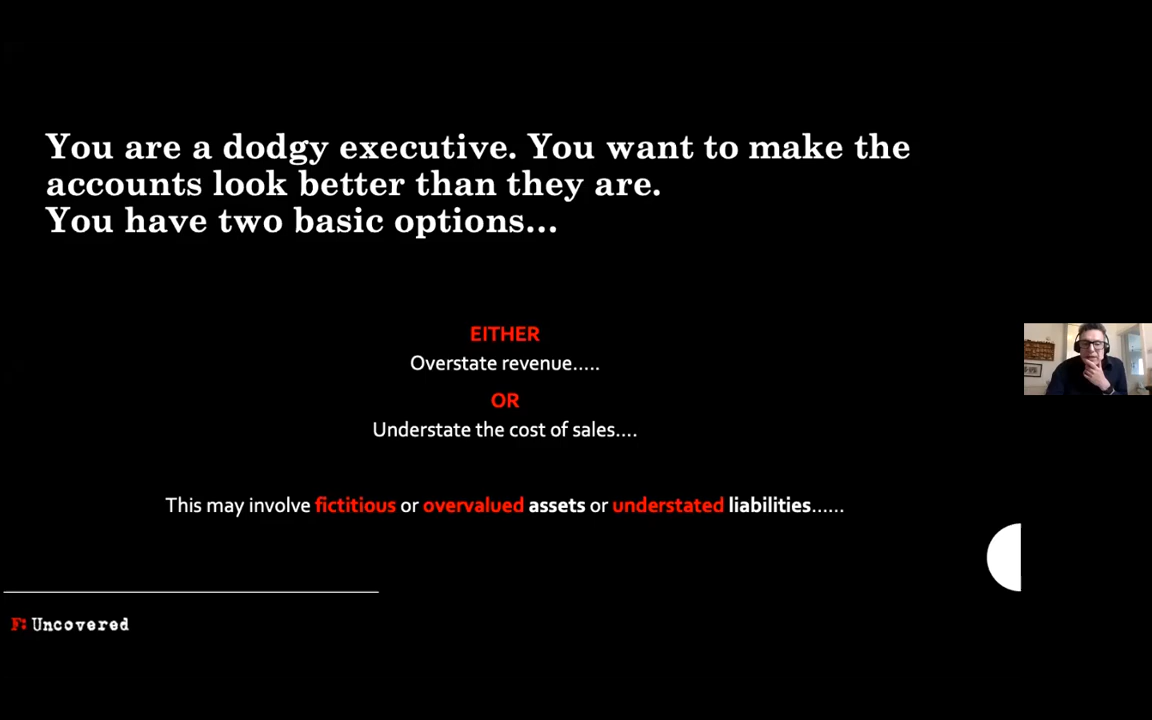 You are a dodgy executive. You want to make the
accounts look better than they are.
You have two basic options...
EITHER
Overstate revenue.....
OR
Understate the cost of sales....
This may involve fictitious or overvalued assets or understated liabilities......
F: Uncovered